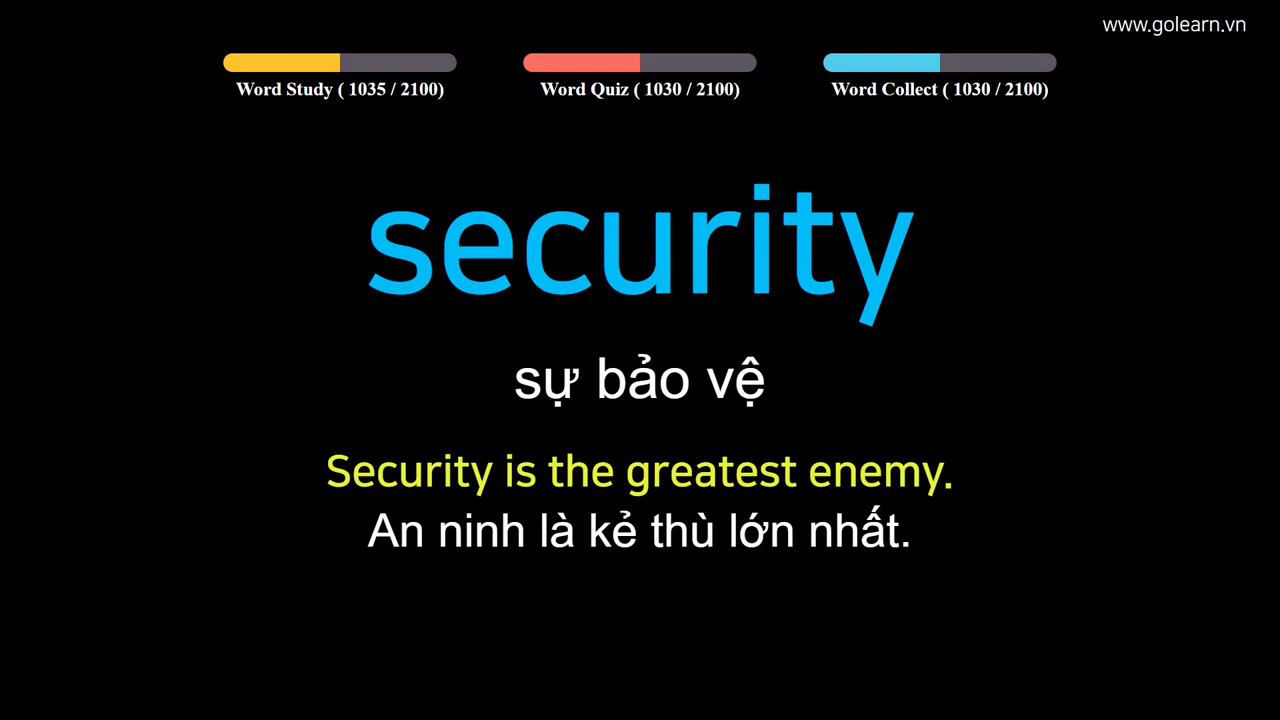 www.golearn.vn
Word Study ( 1035 / 2100)
Word Quiz ( 1030 / 2100)
Word Collect ( 1030 / 2100)
security
sự bảo vệ
Security is the greatest enemy.
An ninh là kẻ thù lớn nhất.